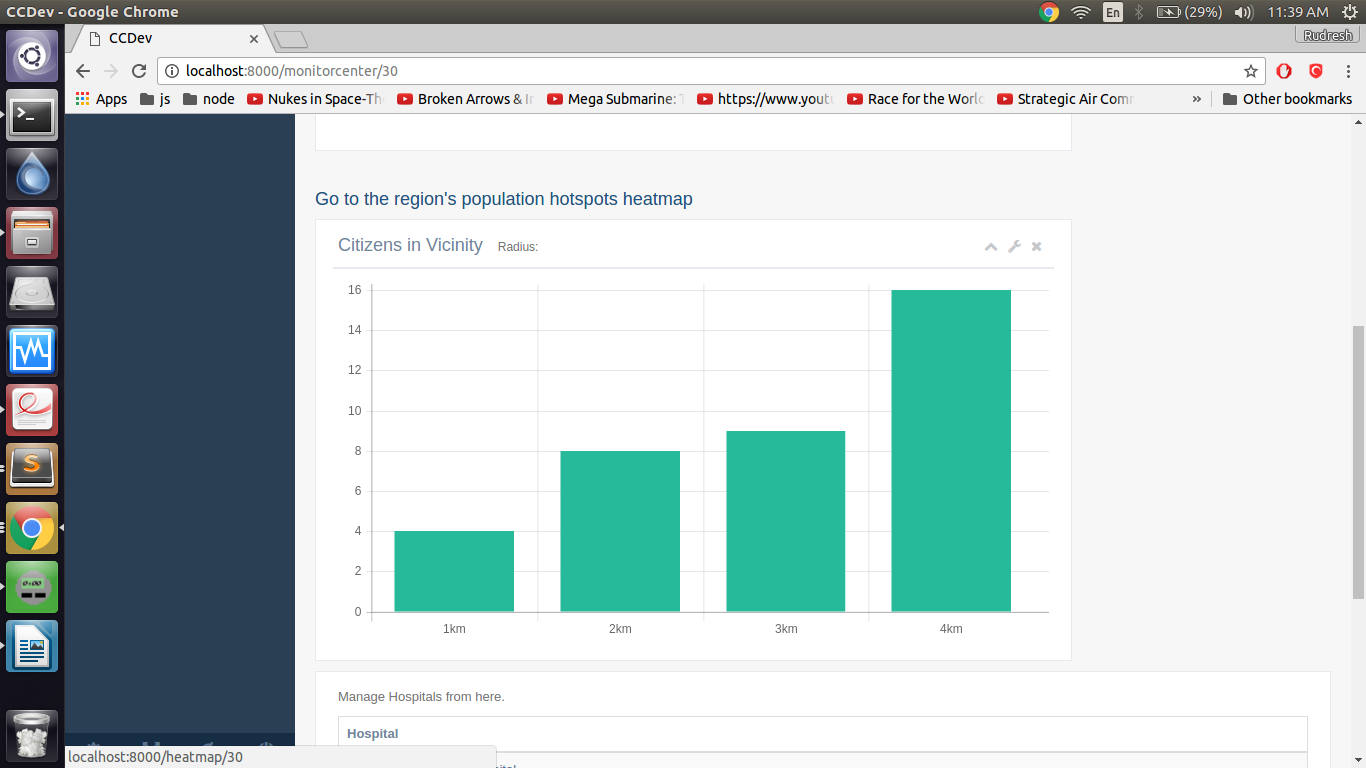 CCDev - Google Chrome
En
(29%)
11:39 AM
CCDev
Rudresh
localhost:8000/monitorcenter/30
Apps
js
node
Nukes in Space-Th
Broken Arrows & I
Mega Submarine:
https://www.yout
Race for the Worl
Strategic Air Com
»
Other bookmarks
Go to the region's population hotspots heatmap
Citizens in Vicinity Radius:
16
14
12
10
8
6
4
2
0
1km 2km 3km 4km
Manage Hospitals from here.
Hospital
localhost:8000/heatmap/30